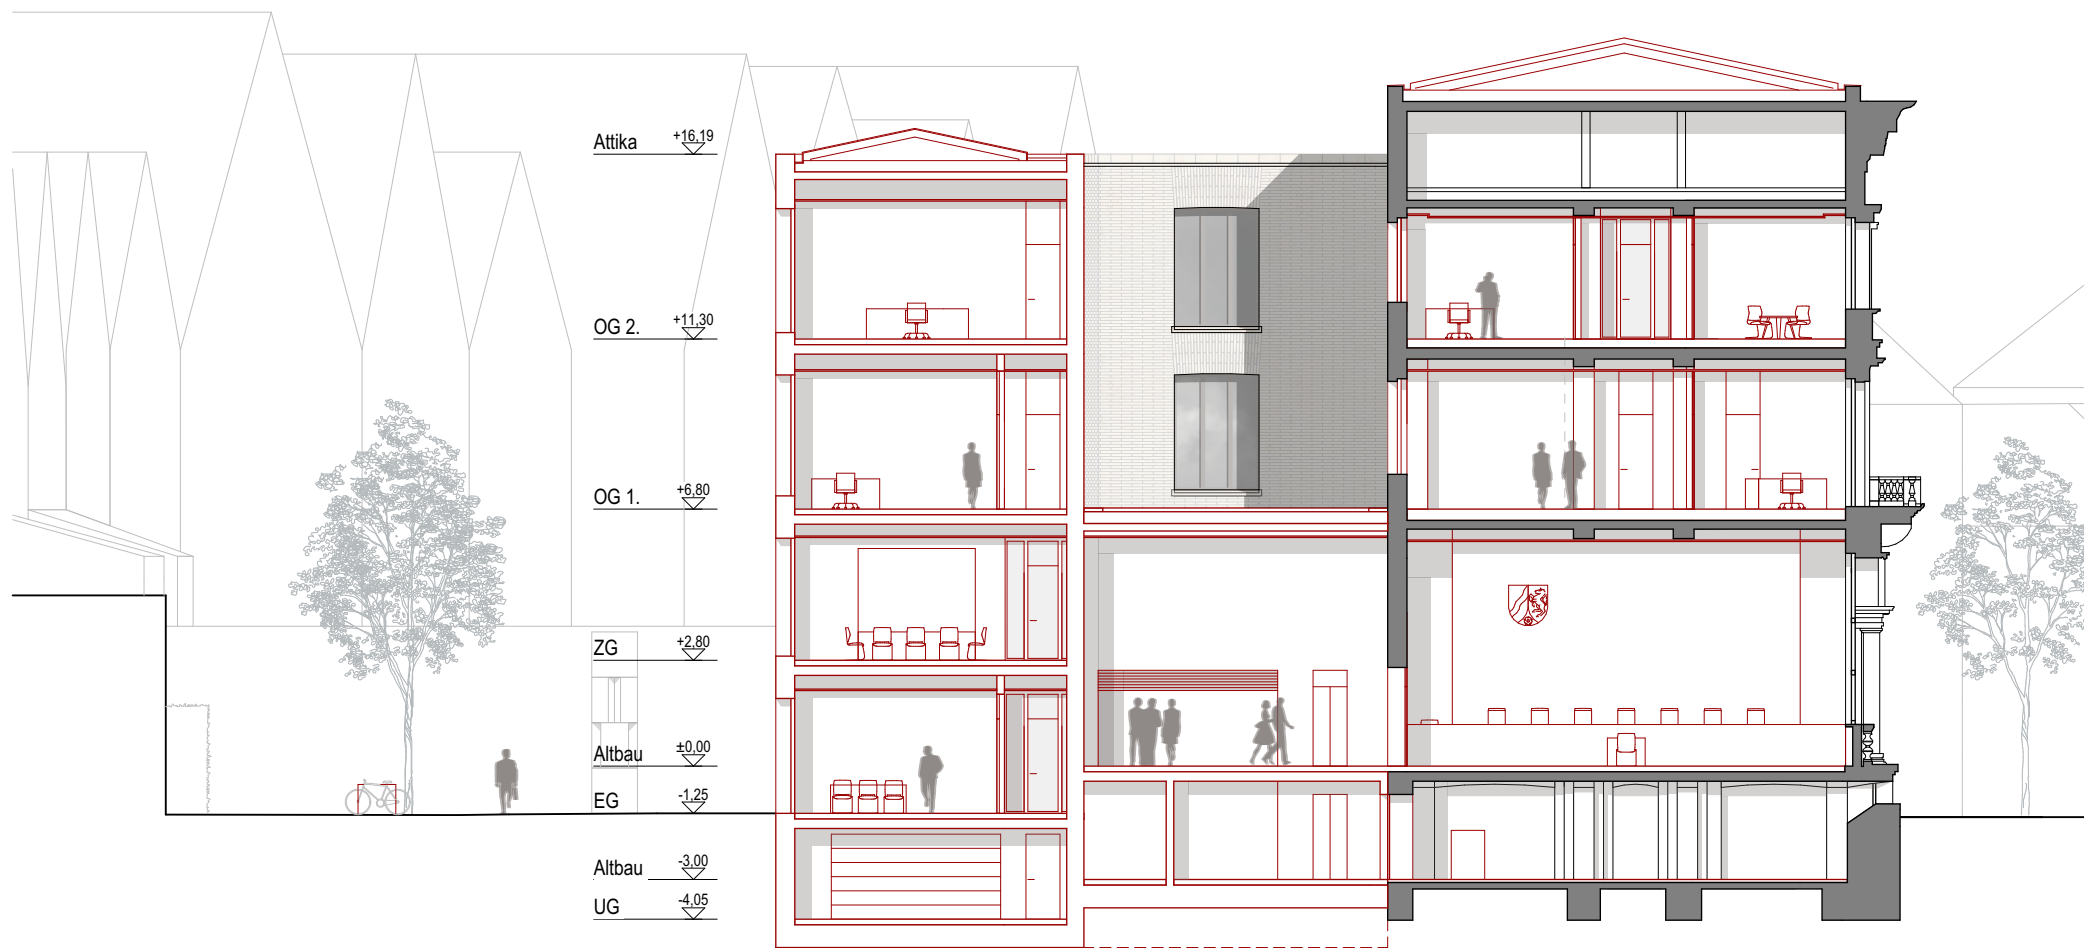 Attika +16,19
OG 2. +11,30
OG 1. +6,80
ZG +2,80
Altbau ±0,00
EG -1,25
Altbau -3,00
UG -4,05